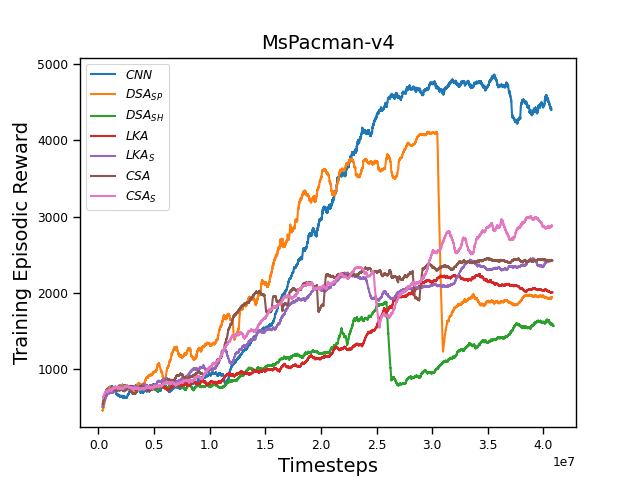 MsPacman-v4
Training Episodic Reward
5000
4000
3000
2000
1000
CNN
DSA_SP
DSA_SH
LKA
LKA_S
CSA
CSA_S
0.0 0.5 1.0 1.5 2.0 2.5 3.0 3.5 4.0
1e7
Timesteps